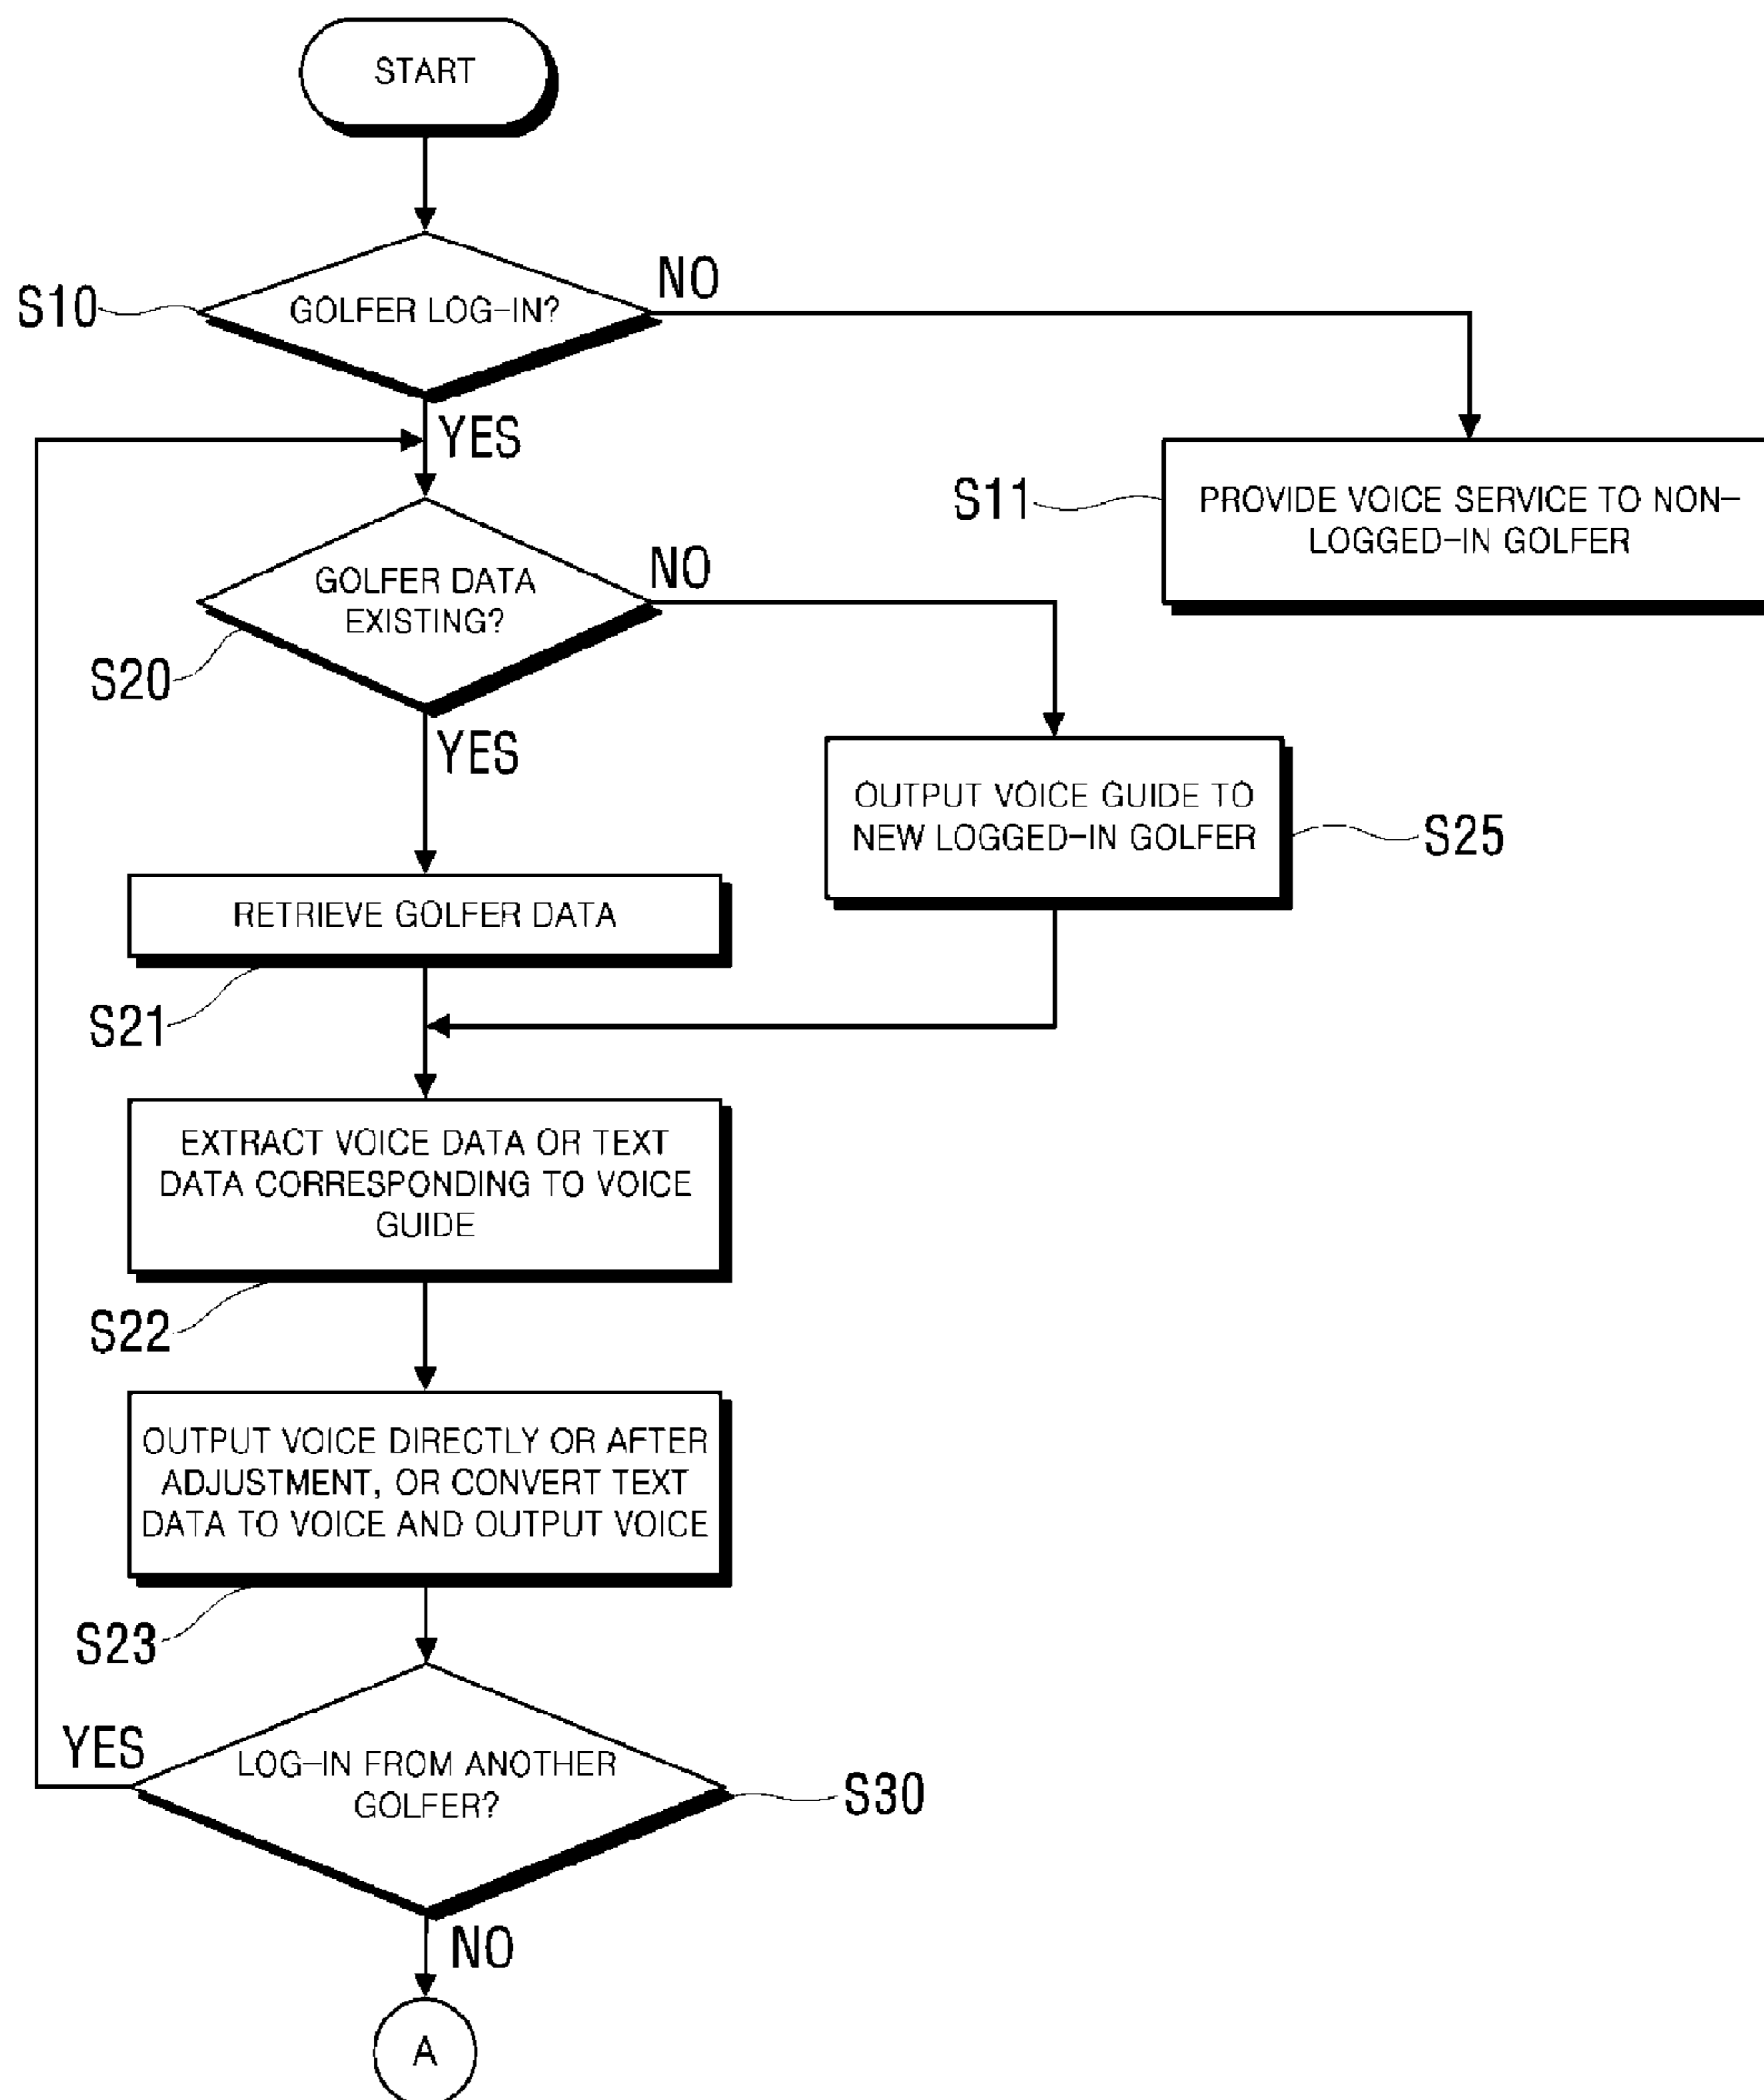 START
S10
GOLFER LOG-IN?
NO
YES
S11
PROVIDE VOICE SERVICE TO NON-
LOGGED-IN GOLFER
GOLFER DATA
EXISTING?
NO
S20
YES
OUTPUT VOICE GUIDE TO
NEW LOGGED-IN GOLFER
S25
RETRIEVE GOLFER DATA
S21
EXTRACT VOICE DATA OR TEXT
DATA CORRESPONDING TO VOICE
GUIDE
S22
OUTPUT VOICE DIRECTLY OR AFTER
ADJUSTMENT, OR CONVERT TEXT
DATA TO VOICE AND OUTPUT VOICE
S23
YES
LOG-IN FROM ANOTHER
GOLFER?
S30
NO
A